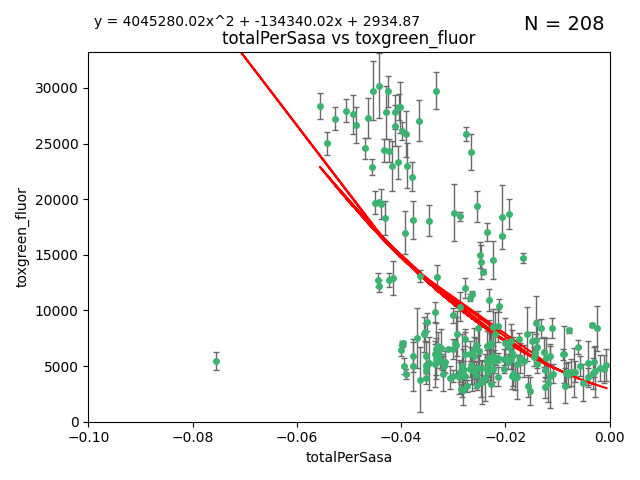 y = 4045280.02x^2 + -134340.02x + 2934.87
N = 208
totalPerSasa vs toxgreen_fluor
30000
25000
20000
15000
10000
5000
0
toxgreen_fluor
−0.10
−0.08
−0.06
−0.04
−0.02
0.00
totalPerSasa